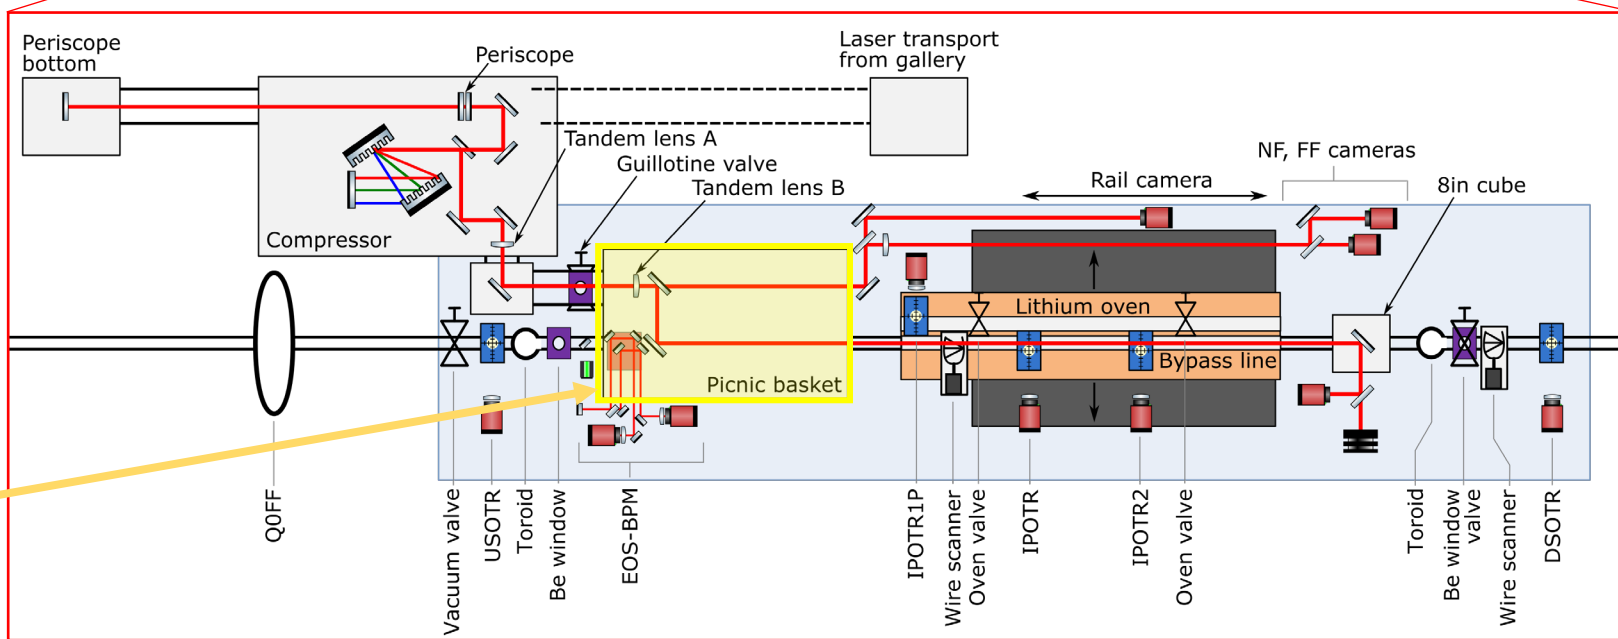 Periscope
bottom
Periscope
Laser transport
from gallery
Tandem lens A
Guillotine valve
Tandem lens B
NF, FF cameras
Rail camera
8in cube
Compressor
Lithium oven
Bypass line
Picnic basket
Q0FF
Vacuum valve
USOTR
Toroid
Be window
EOS-BPM
IPOTR1P
Wire scanner
Oven valve
IPOTR
IPOTR2
Oven valve
Toroid
Be window
valve
Wire scanner
DSOTR